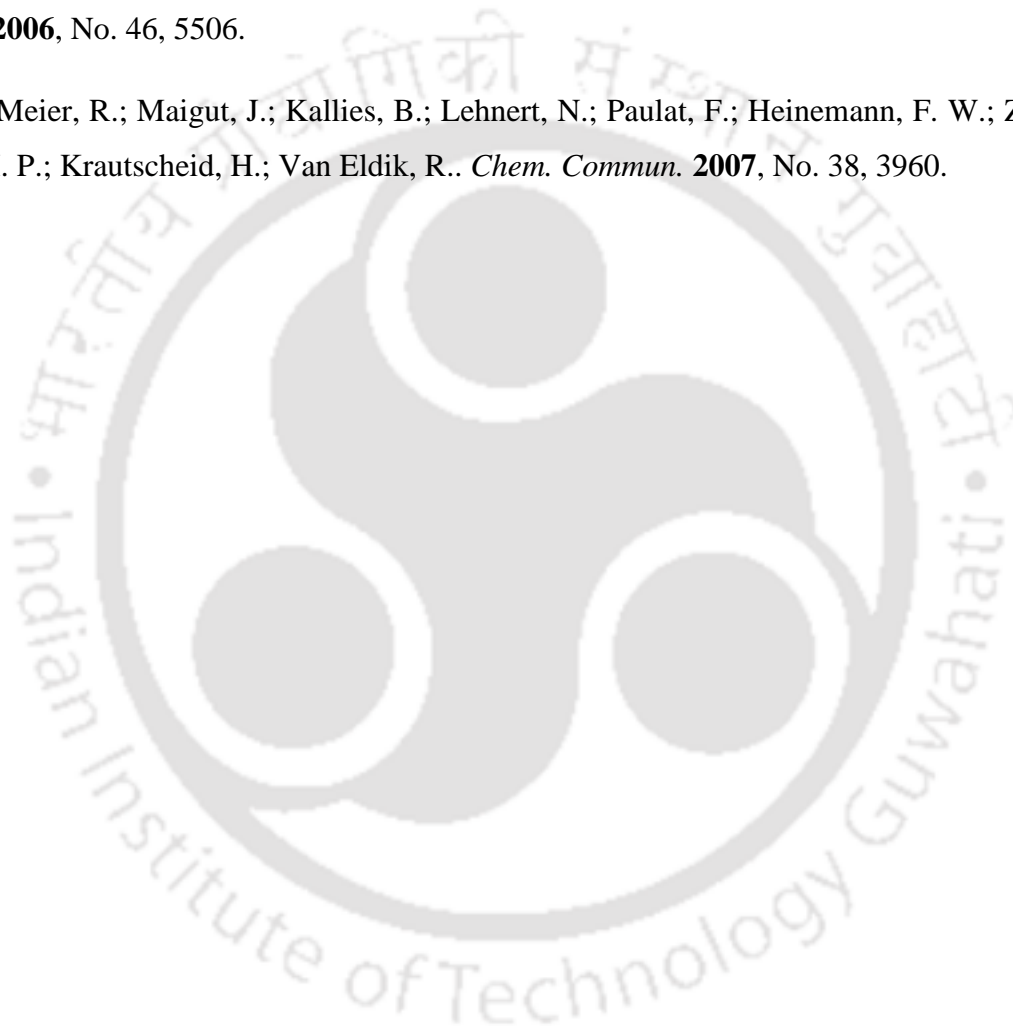 2006, No. 46, 5506.
Meier, R.; Maigut, J.; Kallies, B.; Lehnert, N.; Paulat, F.; Heinemann, F. W.; Z
. P.; Krautscheid, H.; Van Eldik, R.. Chem. Commun. 2007, No. 38, 3960.
भारतीय प्रौद्योगिकी संस्थान गुवाहाटी
Indian Institute of Technology Guwahati